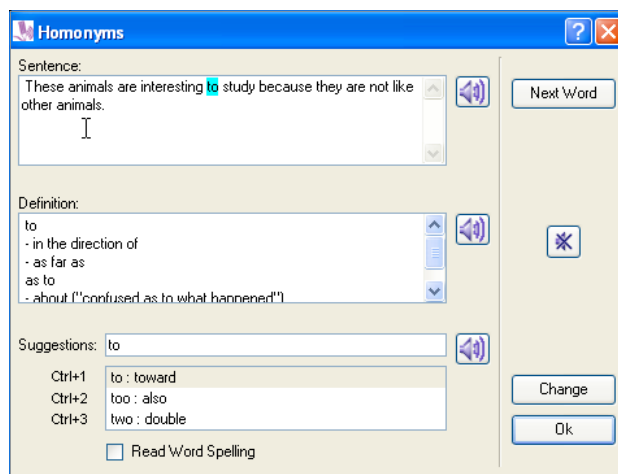 Homonyms
Sentence:
These animals are interesting to study because they are not like
other animals.
Next Word
Definition:
to
- in the direction of
- as far as
as to
- about ("confused as to what happened")
Suggestions: to
Ctrl+1 to : toward
Ctrl+2 too : also
Ctrl+3 two : double
Read Word Spelling
Change
Ok